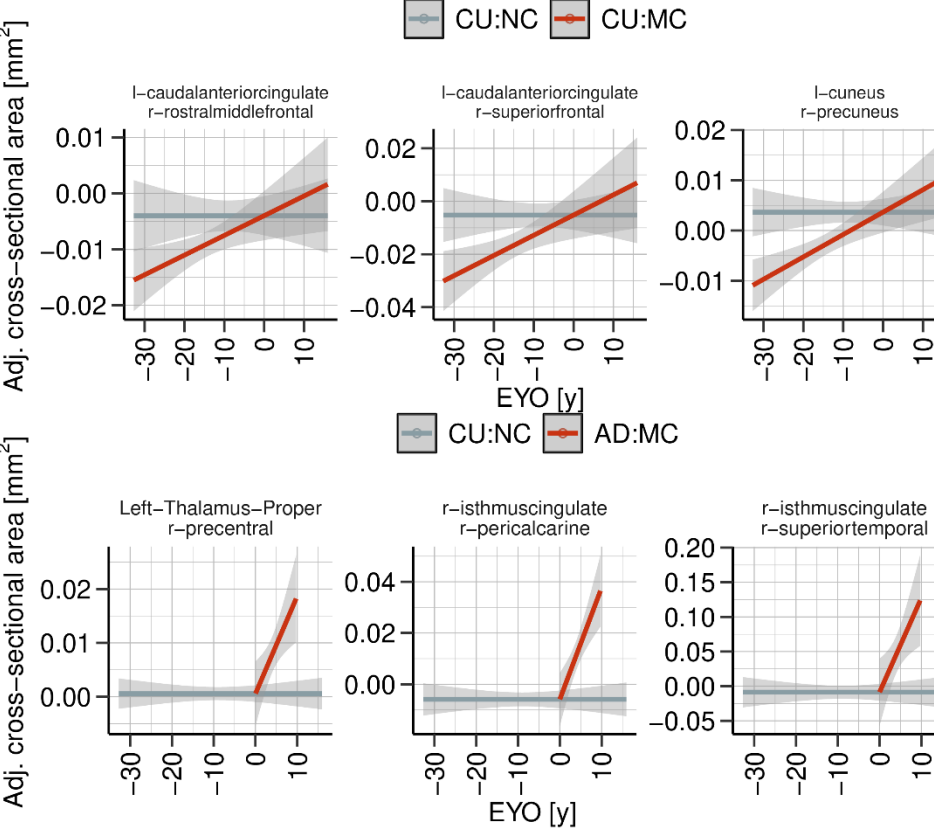 CU:NC CU:MC
Adj. cross−sectional area [mm²]
l−caudalanteriorcingulate
r−rostralmiddlefrontal
0.01
0.00
−0.01
−0.02
−30 −20 −10 0 10
l−caudalanteriorcingulate
r−superiorfrontal
0.02
0.00
−0.02
−0.04
−30 −20 −10 0 10
l−cuneus
r−precuneus
0.02
0.01
0.00
−0.01
−30 −20 −10 0 10
EYO [y]
CU:NC AD:MC
Adj. cross−sectional area [mm²]
Left−Thalamus−Proper
r−precentral
0.02
0.01
0.00
−30 −20 −10 0 10
r−isthmuscingulate
r−pericalcarine
0.04
0.02
0.00
−30 −20 −10 0 10
r−isthmuscingulate
r−superiortemporal
0.20
0.15
0.10
0.05
0.00
−0.05
−30 −20 −10 0 10
EYO [y]